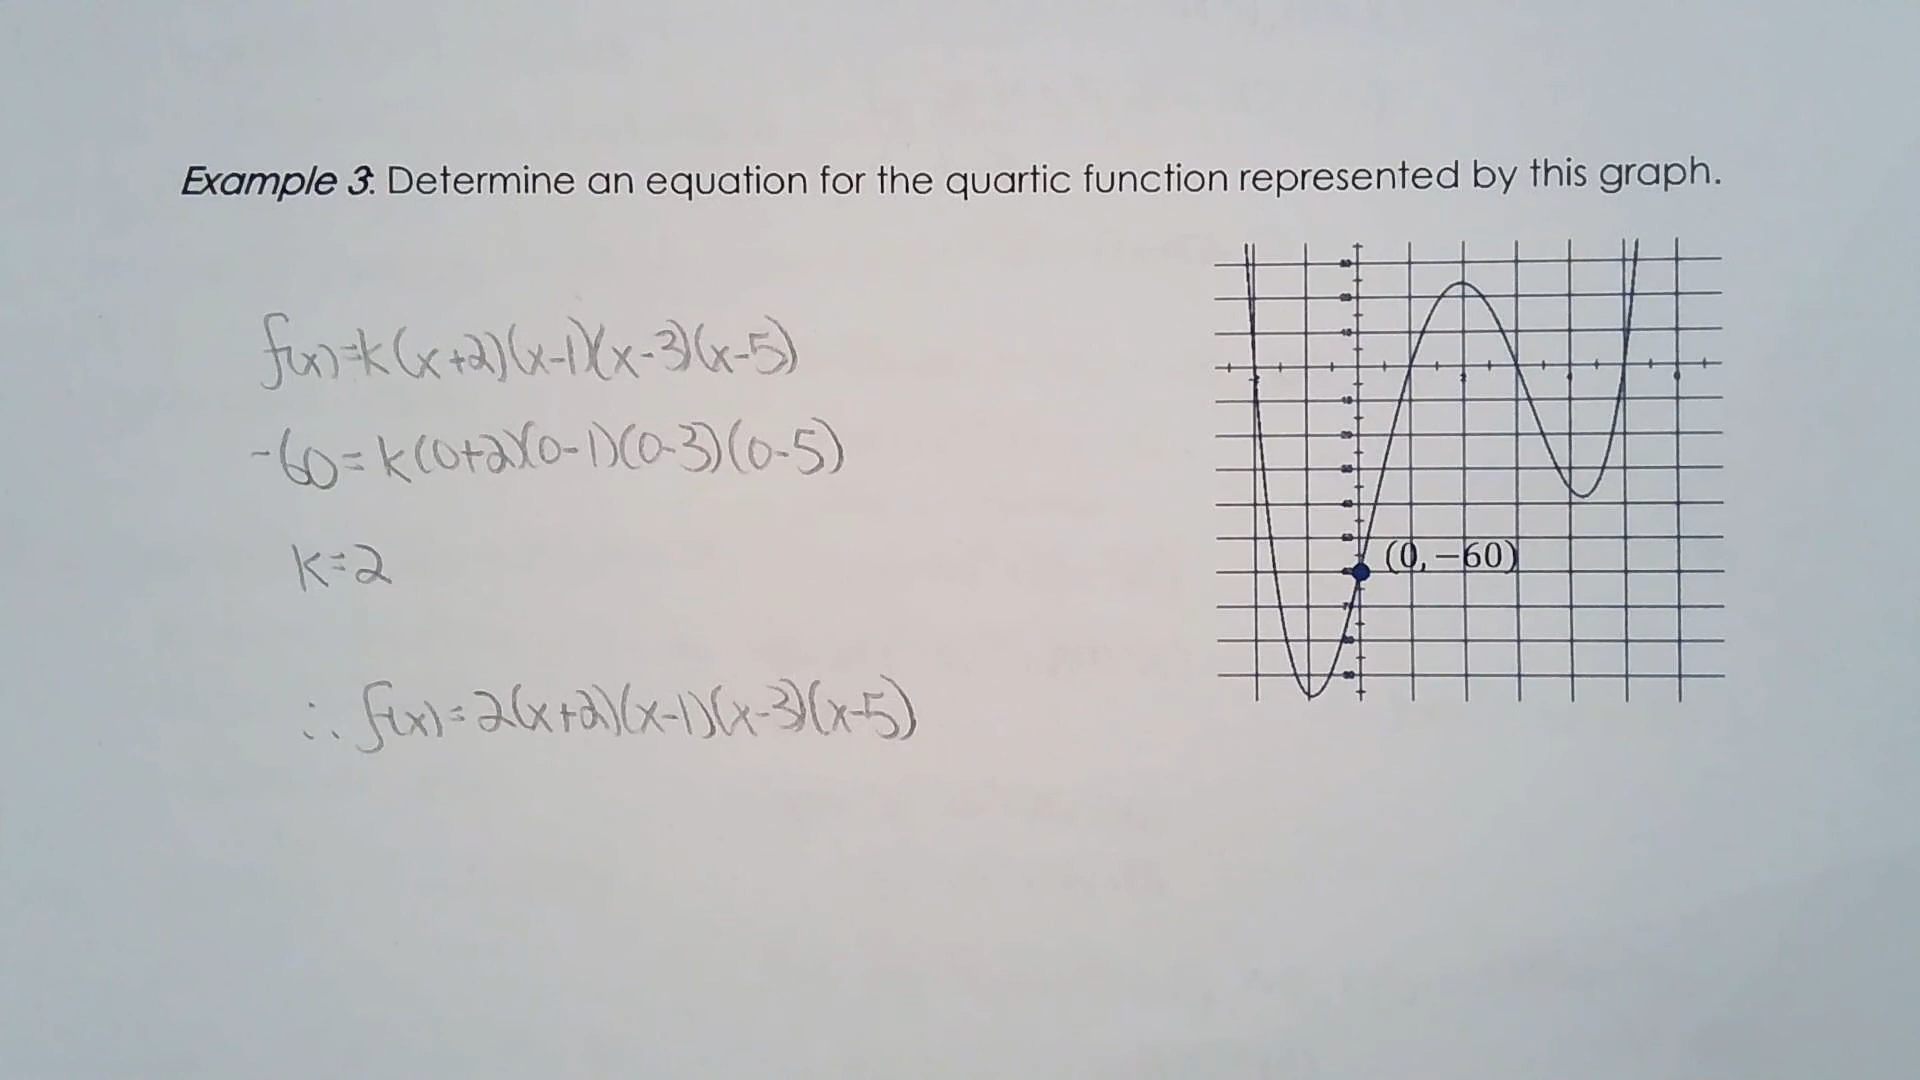 Example 3: Determine an equation for the quartic function represented by this graph.
f(x)=k(x+2)(x-1)(x-3)(x-5)
-60=k(0+2)(0-1)(0-3)(0-5)
k=2
∴ f(x)=2(x+2)(x-1)(x-3)(x-5)
(0, −60)